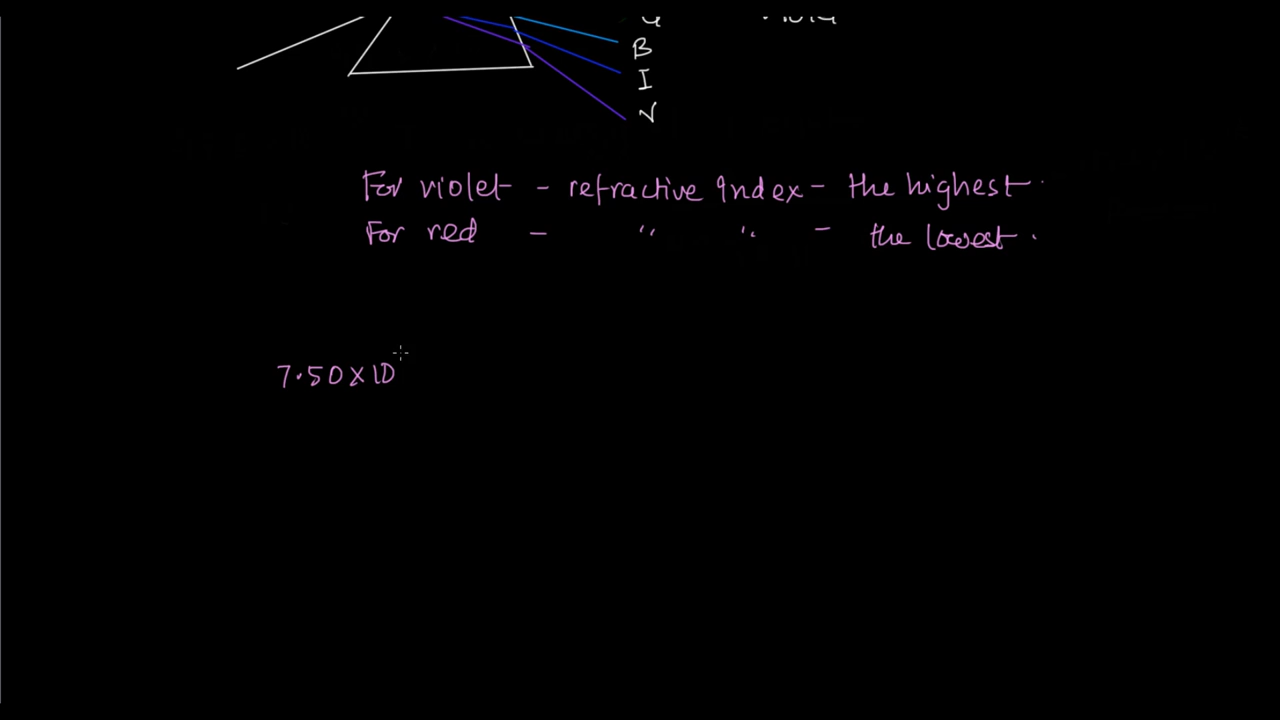 B
I
V
For violet - refractive Index - the highest.
For red - " " - the lowest.
7.50 x 10